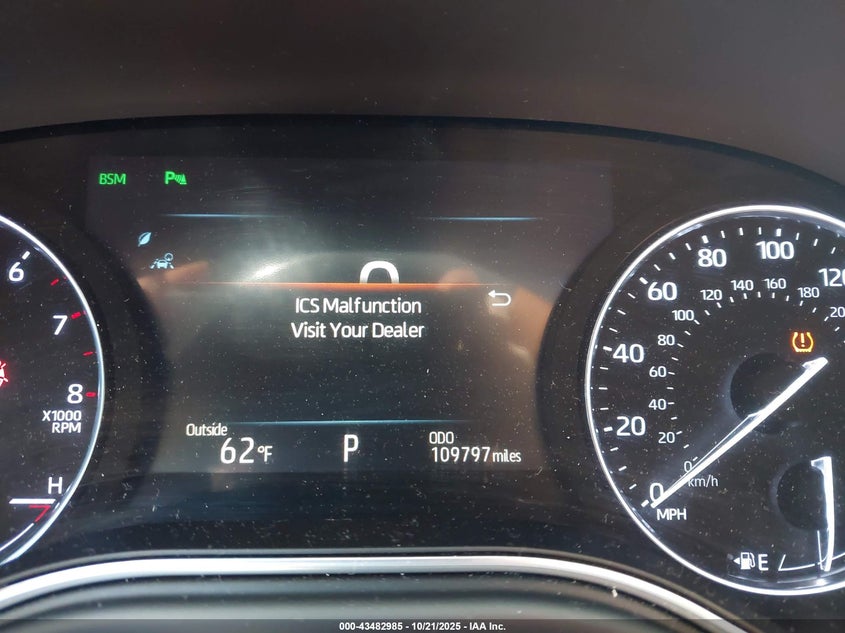 BSM P
6
7
8
X1000
RPM
H
0
ICS Malfunction
Visit Your Dealer
Outside
62°F
P
ODO
109797 miles
0 20 40 60 80 100 120
0 20 40 60 80 100 120 140 160 180
km/h
MPH
E
000-43482985 - 10/21/2025 - IAA Inc.